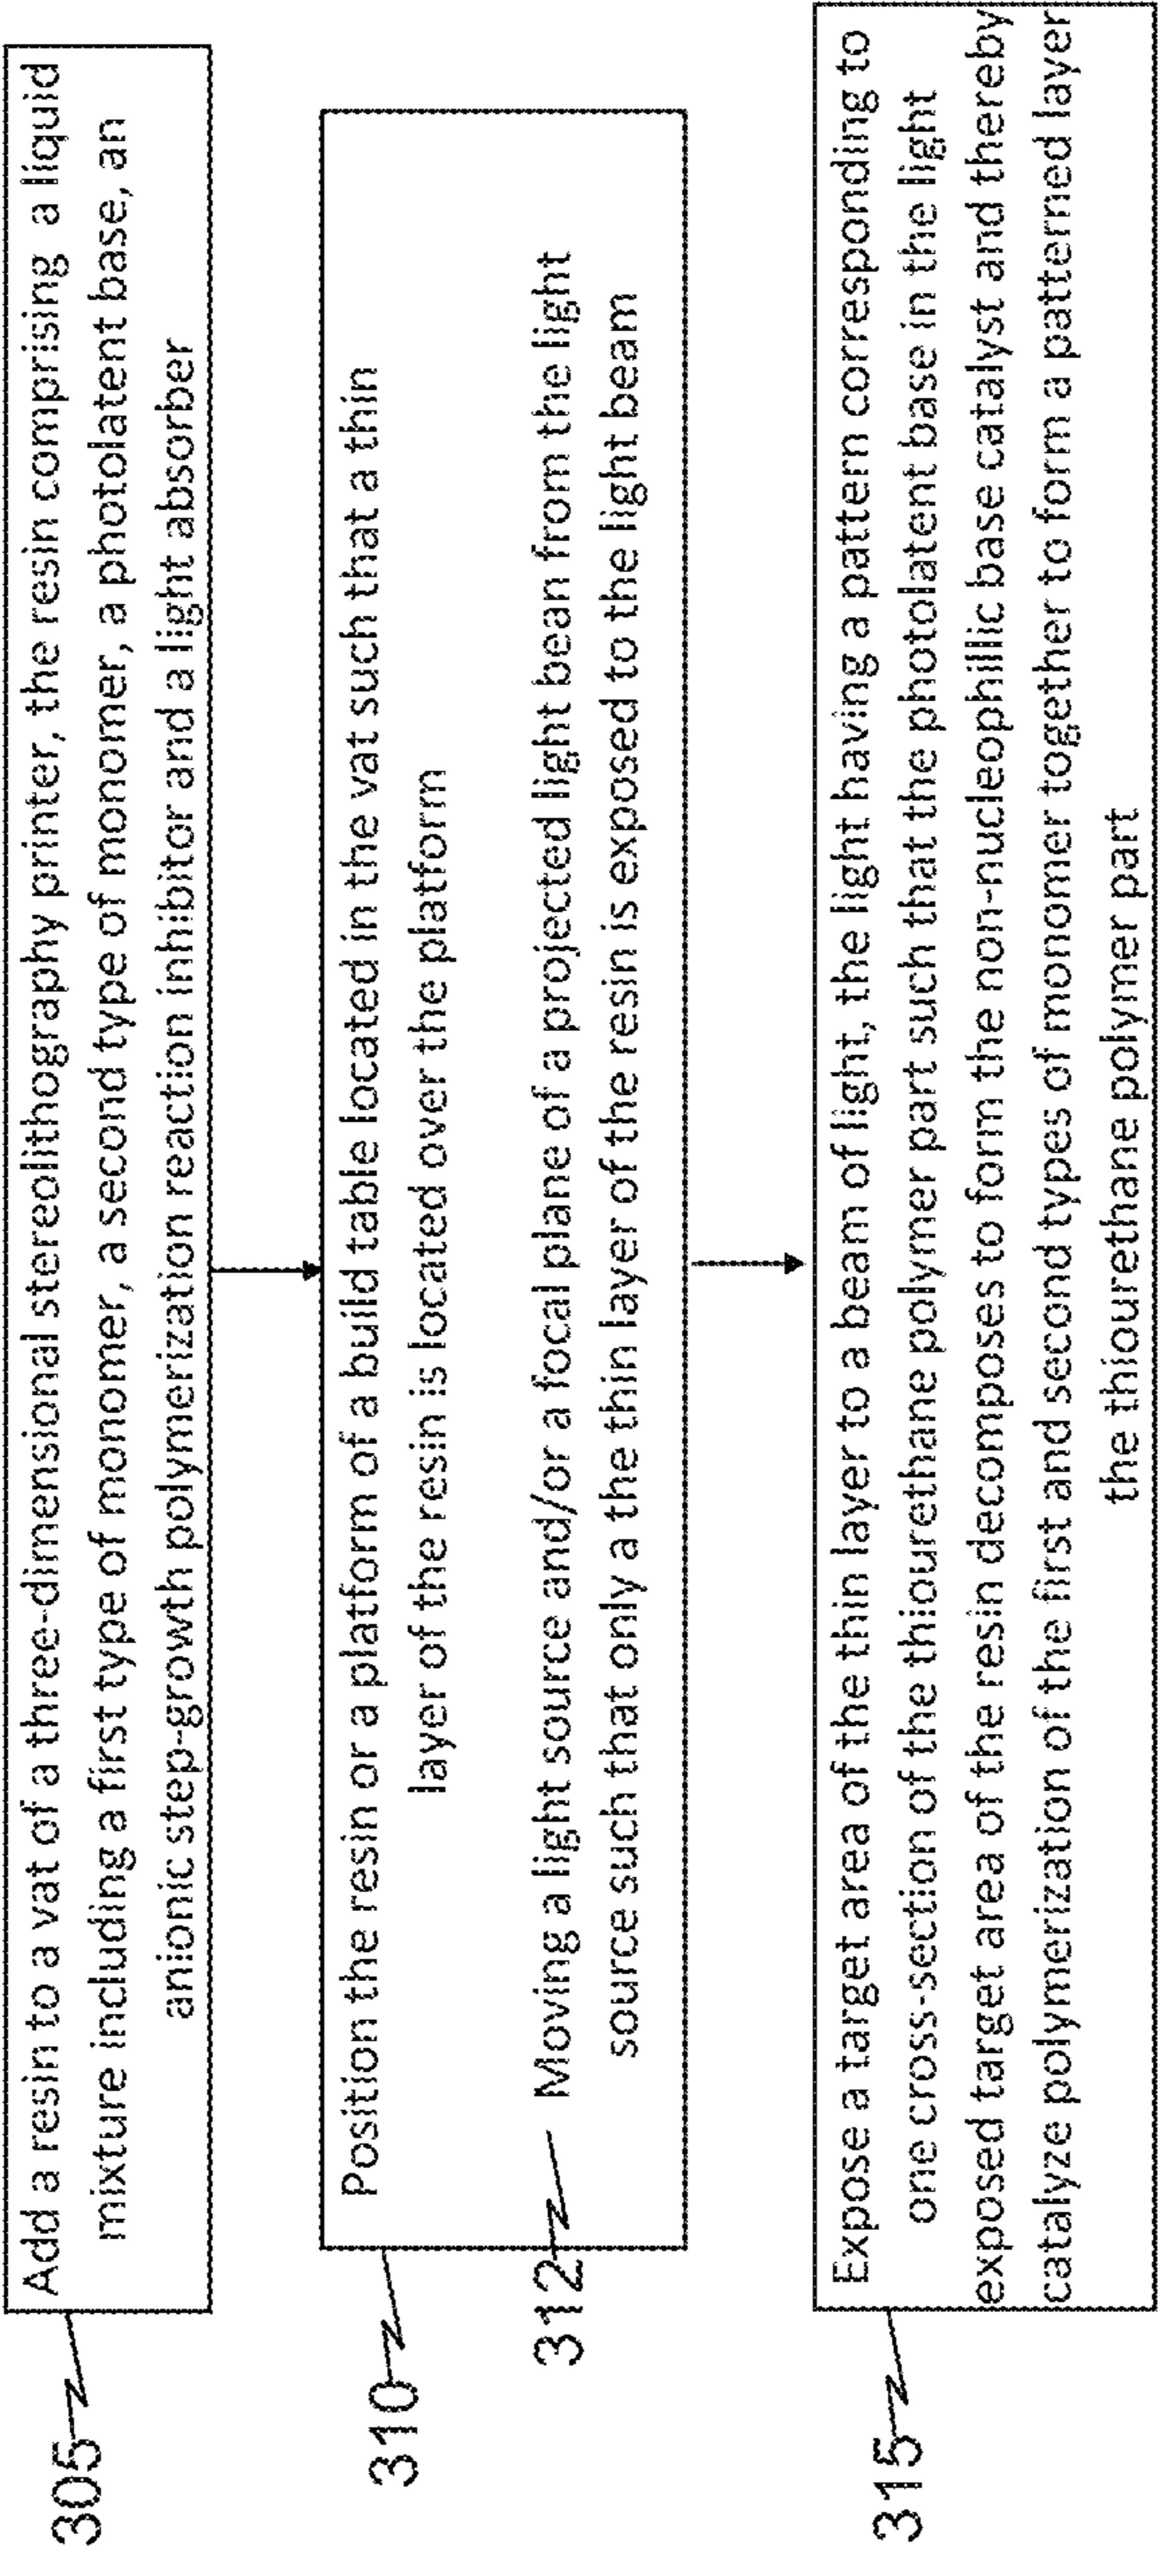 305
Add a resin to a vat of a three-dimensional stereolithography printer, the resin comprising a liquid
mixture including a first type of monomer, a second type of monomer, a photolatent base, an
anionic step-growth polymerization reaction inhibitor and a light absorber
310
Position the resin or a platform of a build table located in the vat such that a thin
layer of the resin is located over the platform
312
Moving a light source and/or a focal plane of a projected light bean from the light
source such that only a the thin layer of the resin is exposed to the light beam
315
Expose a target area of the thin layer to a beam of light, the light having a pattern corresponding to
one cross-section of the thiourethane polymer part such that the photolatent base in the light
exposed target area of the resin decomposes to form the non-nucleophillic base catalyst and thereby
catalyze polymerization of the first and second types of monomer together to form a patterned layer
the thiourethane polymer part